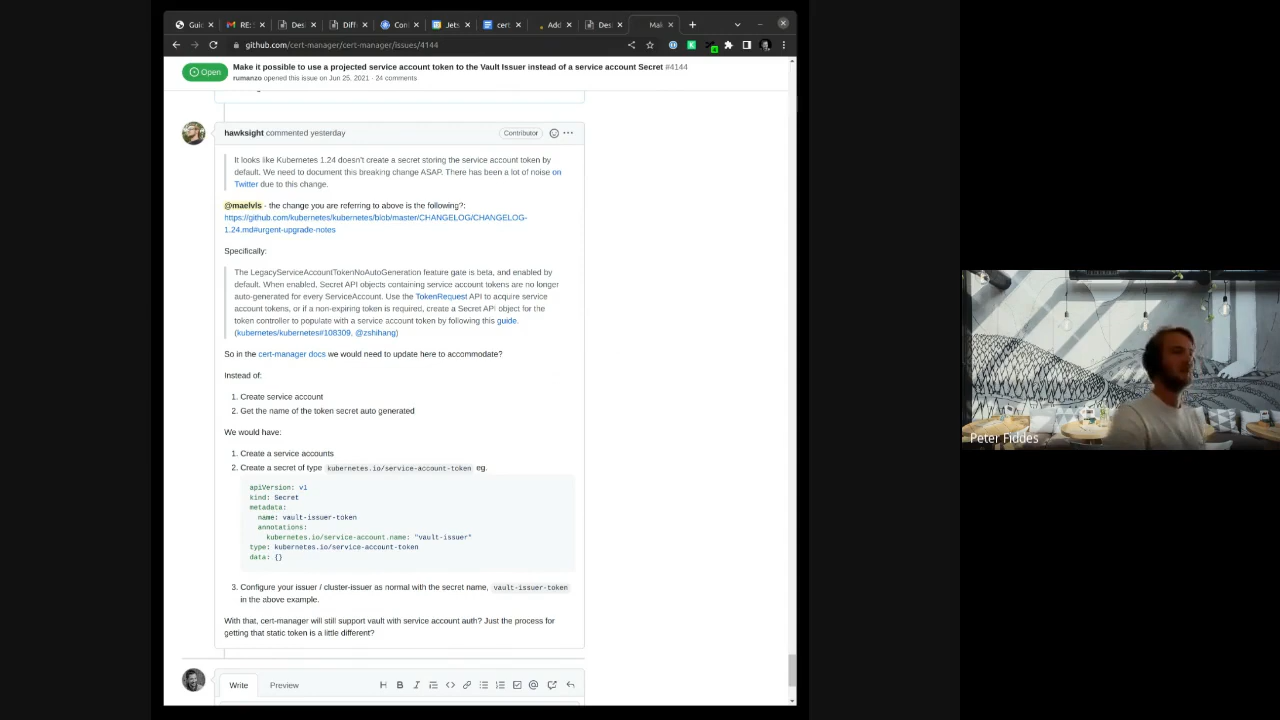 Guid
RE:
Desi
Diff
Con
Jets
cert
Add
Desi
Mak
github.com/cert-manager/cert-manager/issues/4144
Open
Make it possible to use a projected service account token to the Vault Issuer instead of a service account Secret #4144
rumanzo opened this issue on Jun 25, 2021 · 24 comments
hawksight commented yesterday
Contributor
It looks like Kubernetes 1.24 doesn't create a secret storing the service account token by
default. We need to document this breaking change ASAP. There has been a lot of noise on
Twitter due to this change.
@maelvls - the change you are referring to above is the following?:
https://github.com/kubernetes/kubernetes/blob/master/CHANGELOG/CHANGELOG-
1.24.md#urgent-upgrade-notes
Specifically:
The LegacyServiceAccountTokenNoAutoGeneration feature gate is beta, and enabled by
default. When enabled, Secret API objects containing service account tokens are no longer
auto-generated for every ServiceAccount. Use the TokenRequest API to acquire service
account tokens, or if a non-expiring token is required, create a Secret API object for the
token controller to populate with a service account token by following this guide.
(kubernetes/kubernetes#108309, @zshihang)
So in the cert-manager docs we would need to update here to accommodate?
Instead of:
1. Create service account
2. Get the name of the token secret auto generated
We would have:
1. Create a service accounts
2. Create a secret of type kubernetes.io/service-account-token eg.
apiVersion: v1
kind: Secret
metadata:
name: vault-issuer-token
annotations:
kubernetes.io/service-account.name: "vault-issuer"
type: kubernetes.io/service-account-token
data: {}
3. Configure your issuer / cluster-issuer as normal with the secret name, vault-issuer-token
in the above example.
With that, cert-manager will still support vault with service account auth? Just the process for
getting that static token is a little different?
Write
Preview
Peter Fiddes